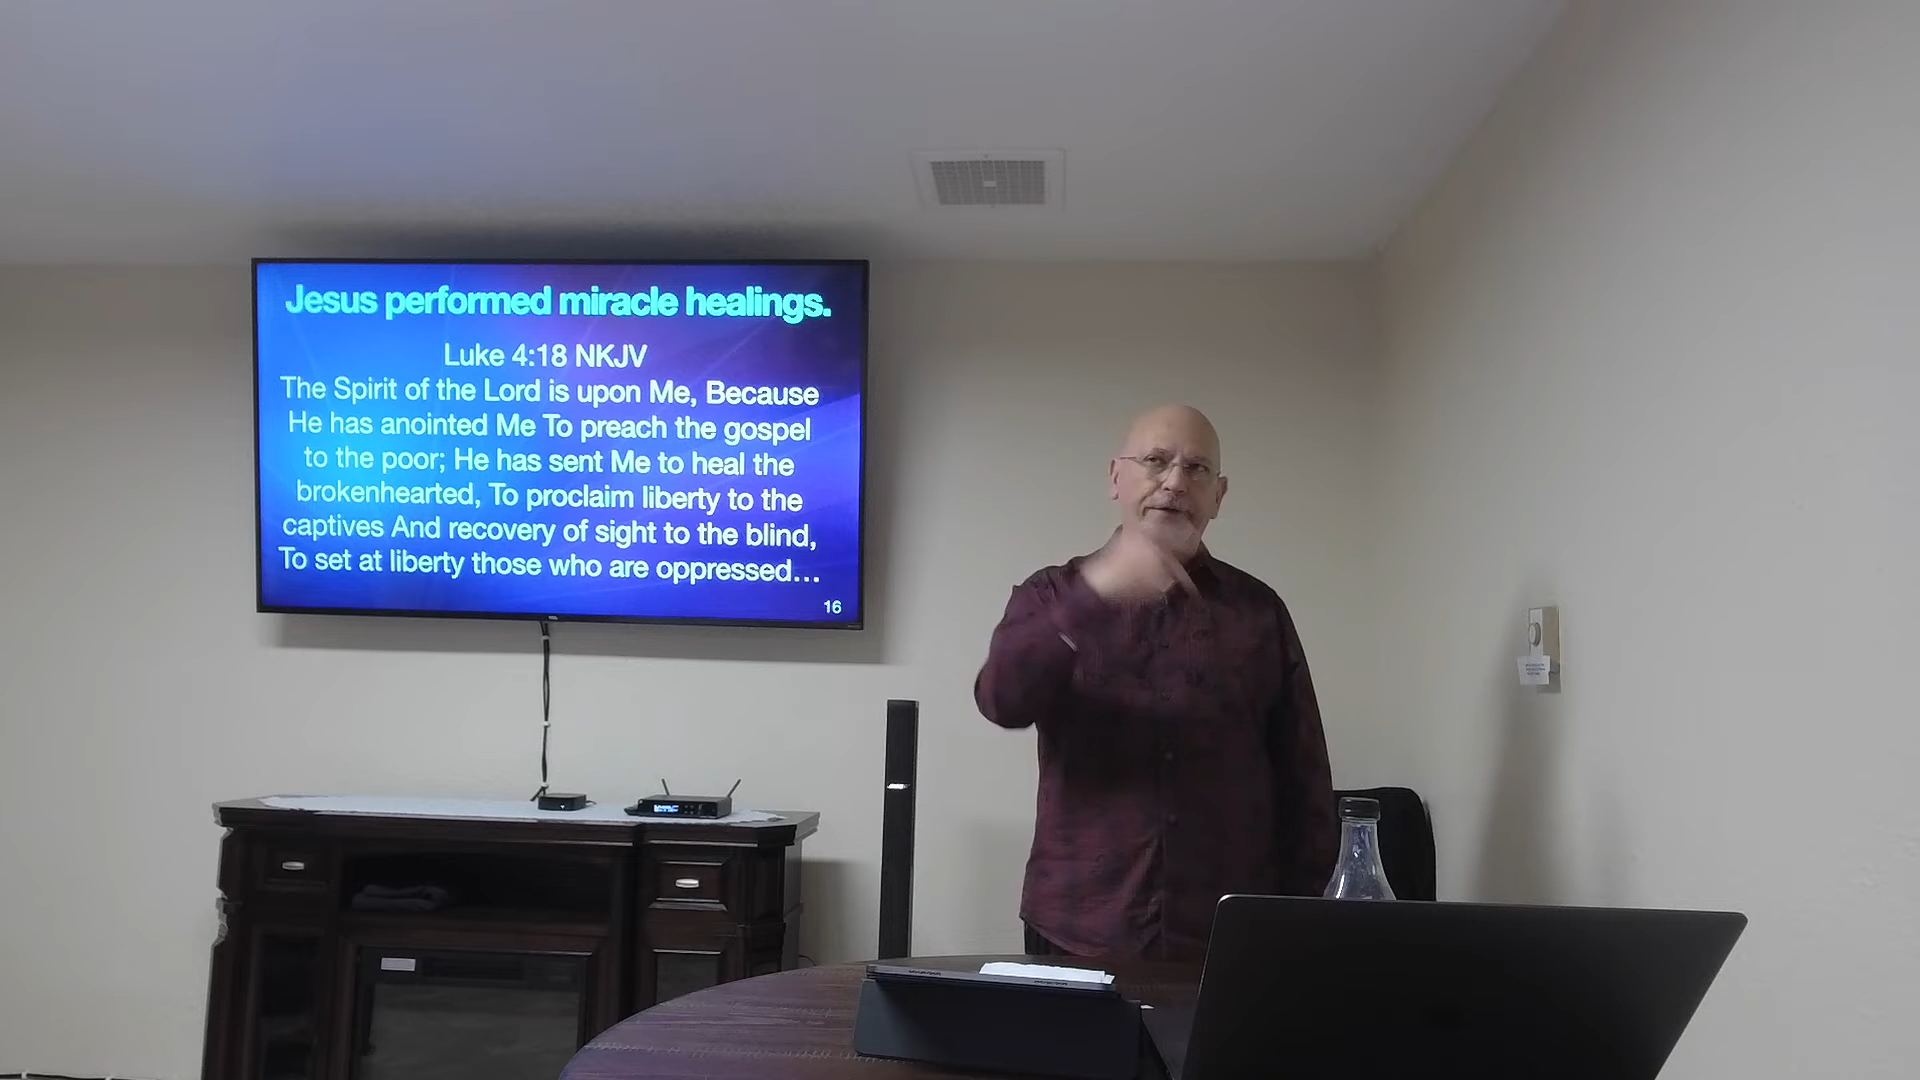 Jesus performed miracle healings.
Luke 4:18 NKJV
The Spirit of the Lord is upon Me, Because
He has anointed Me To preach the gospel
to the poor; He has sent Me to heal the
brokenhearted, To proclaim liberty to the
captives And recovery of sight to the blind,
To set at liberty those who are oppressed...
16